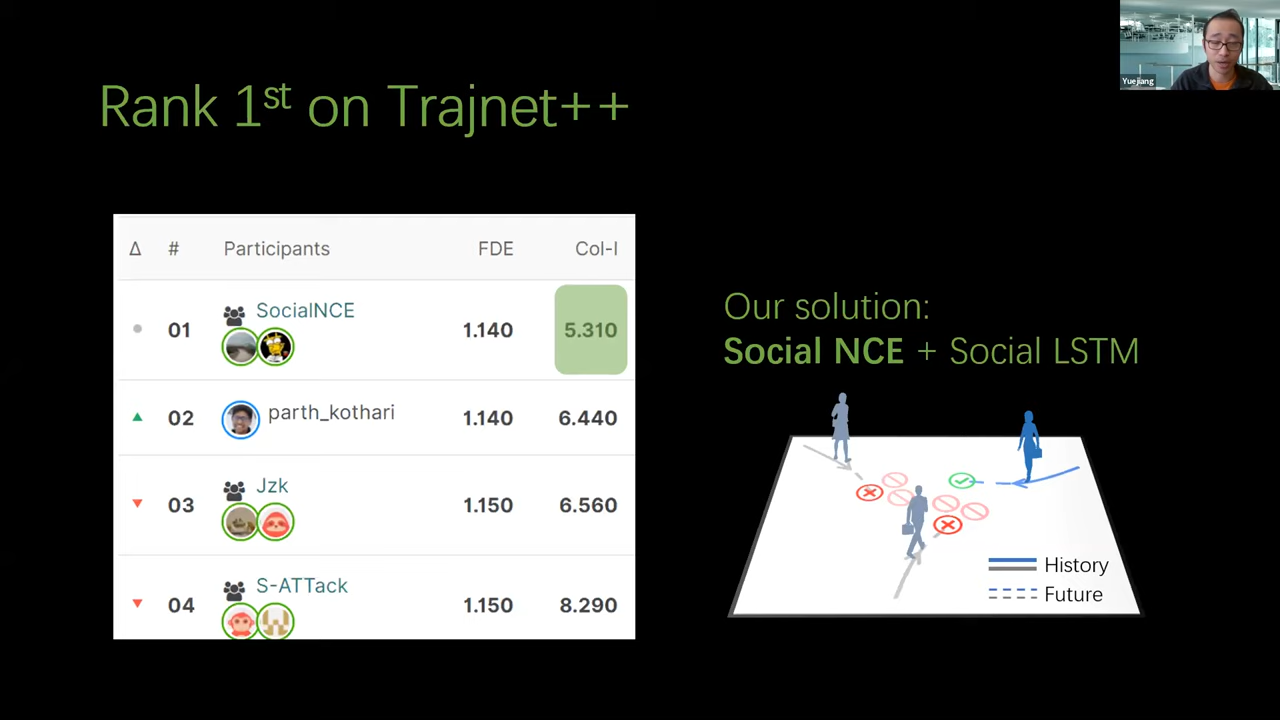 Yuejiang
Rank 1st on Trajnet++
Δ # Participants FDE Col-I
01 SocialNCE 1.140 5.310
02 parth_kothari 1.140 6.440
03 Jzk 1.150 6.560
04 S-ATTack 1.150 8.290
Our solution:
Social NCE + Social LSTM
History
Future